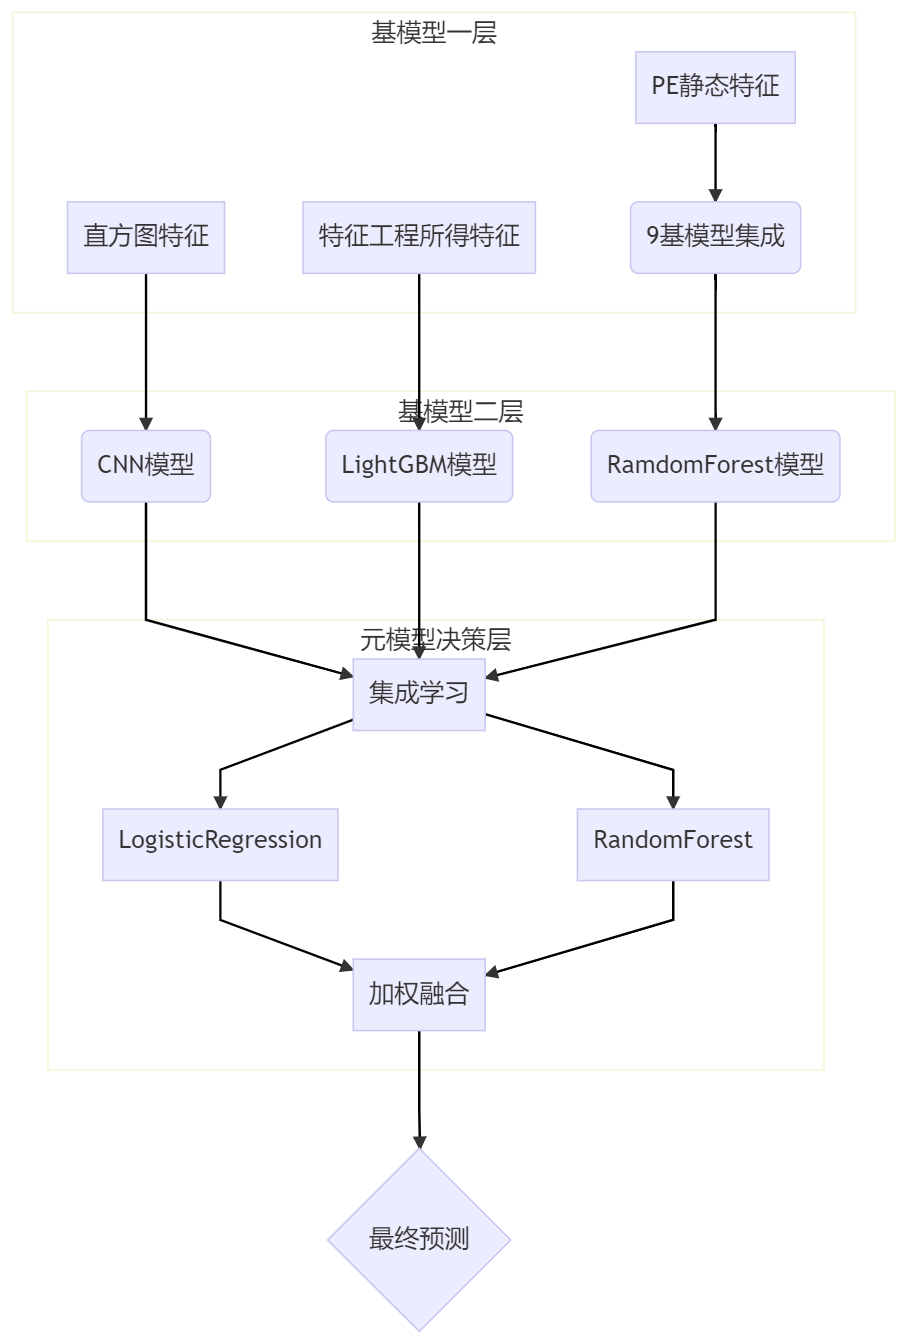 基模型一层
PE静态特征
直方图特征
特征工程所得特征
9基模型集成
基模型二层
CNN模型
LightGBM模型
RamdomForest模型
元模型决策层
集成学习
LogisticRegression
RandomForest
加权融合
最终预测